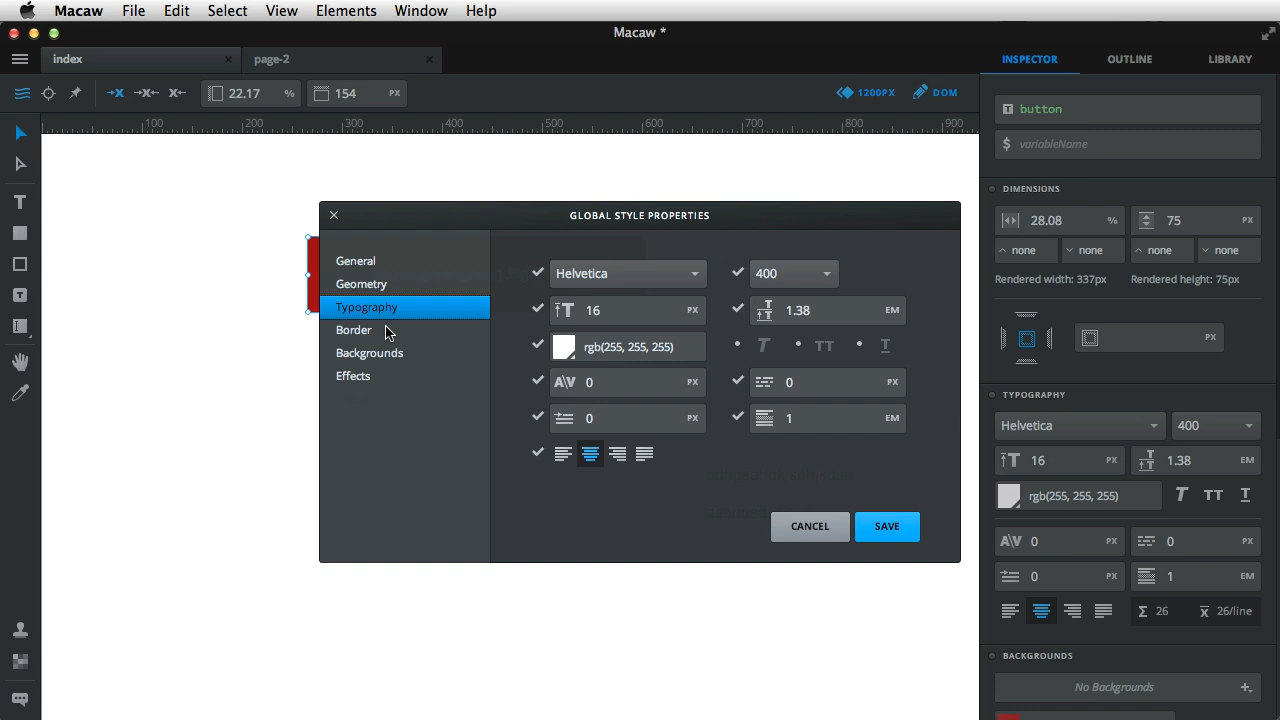 Macaw File Edit Select View Elements Window Help
Macaw *
index page-2
INSPECTOR OUTLINE LIBRARY
22.17 % 154 PX 1200PX DOM
100 200 300 400 500 600 700 800 900
button
$ variableName
DIMENSIONS
28.08 % 75 PX
none none none none
Rendered width: 337px Rendered height: 75px
PX
TYPOGRAPHY
Helvetica 400
16 PX 1.38 EM
rgb(255, 255, 255) T TT T
A|V 0 PX 0 PX
0 PX 1 EM
Σ 26 x 26/line
BACKGROUNDS
No Backgrounds
GLOBAL STYLE PROPERTIES
General
Geometry
Typography
Border
Backgrounds
Effects
Helvetica 400
16 PX 1.38 EM
rgb(255, 255, 255) T TT T
A|V 0 PX 0 PX
0 PX 1 EM
CANCEL SAVE